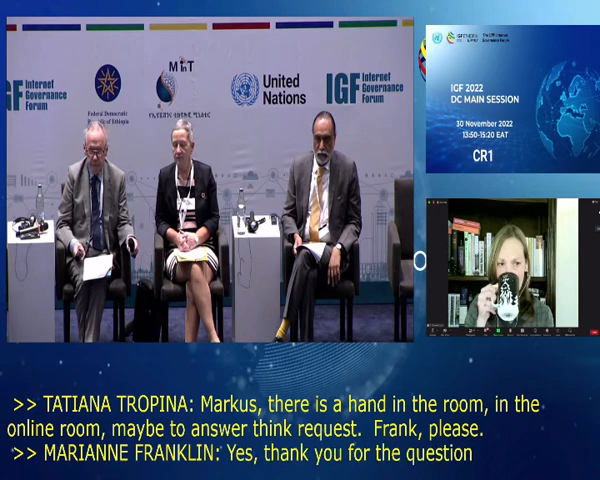 GF Internet
Governance
Forum
Federal Democratic
Republic of Ethiopia
United
Nations
IGF Internet
Governance
Forum
IGF 2022
DC MAIN SESSION
30 November 2022
13:50-15:20 EAT
CR1
>> TATIANA TROPINA: Markus, there is a hand in the room, in the
online room, maybe to answer think request. Frank, please.
>> MARIANNE FRANKLIN: Yes, thank you for the question